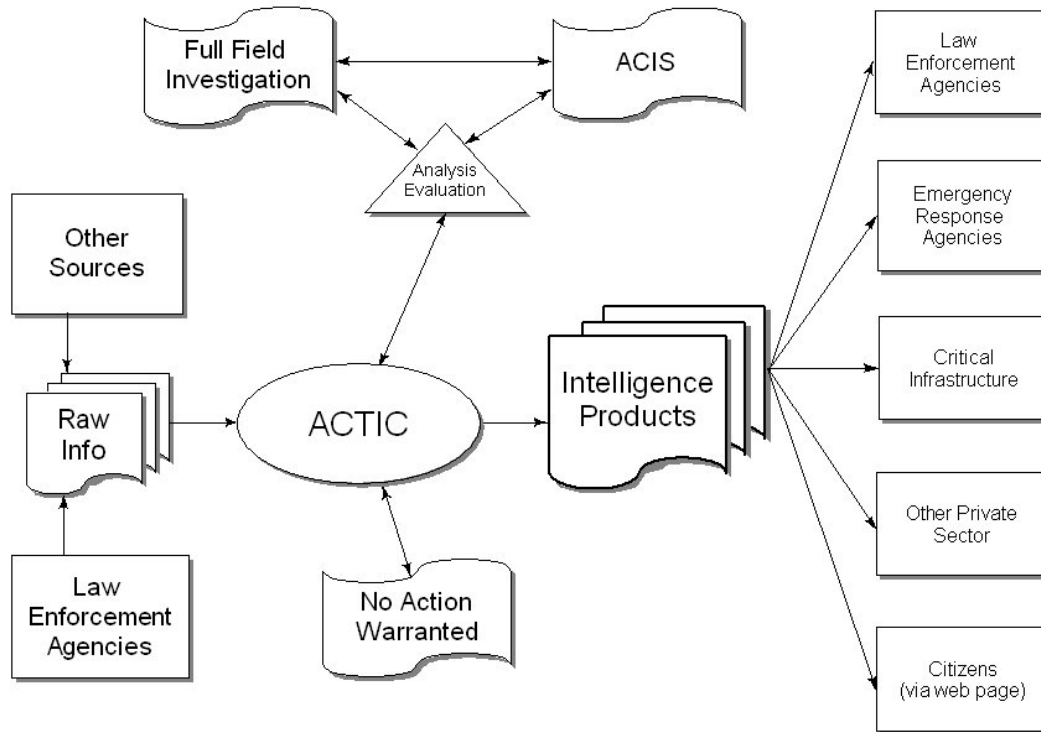 Full Field
Investigation
ACIS
Law
Enforcement
Agencies
Analysis
Evaluation
Emergency
Response
Agencies
Other
Sources
Critical
Infrastructure
Intelligence
Products
Raw
Info
ACTIC
Other Private
Sector
Law
Enforcement
Agencies
No Action
Warranted
Citizens
(via web page)